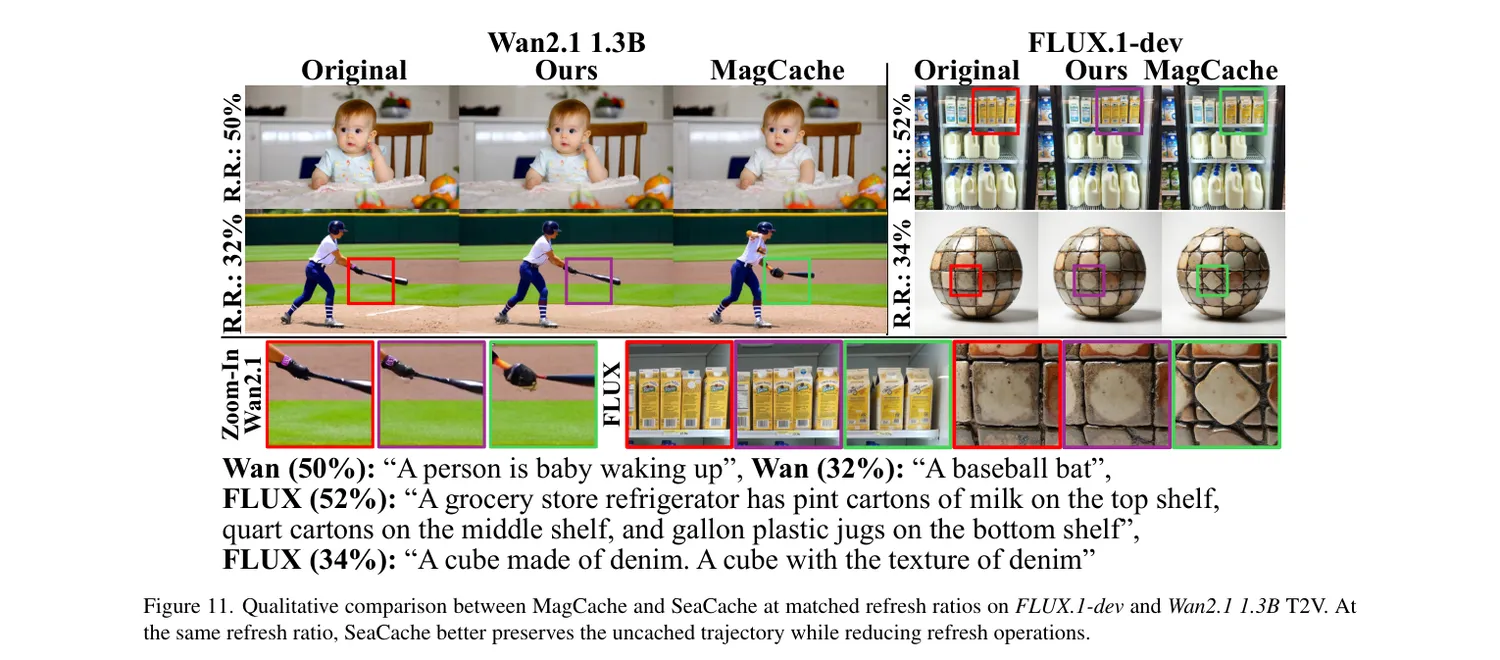 Wan2.1 1.3B
FLUX.1-dev
Original
Ours
MagCache
Original
Ours
MagCache
R.R.: 50%
R.R.: 52%
R.R.: 32%
R.R.: 34%
Zoom-In
Wan2.1
FLUX
Wan (50%): “A person is baby waking up”, Wan (32%): “A baseball bat”,
FLUX (52%): “A grocery store refrigerator has pint cartons of milk on the top shelf,
quart cartons on the middle shelf, and gallon plastic jugs on the bottom shelf”,
FLUX (34%): “A cube made of denim. A cube with the texture of denim”
Figure 11. Qualitative comparison between MagCache and SeaCache at matched refresh ratios on FLUX.1-dev and Wan2.1 1.3B T2V. At
the same refresh ratio, SeaCache better preserves the uncached trajectory while reducing refresh operations.